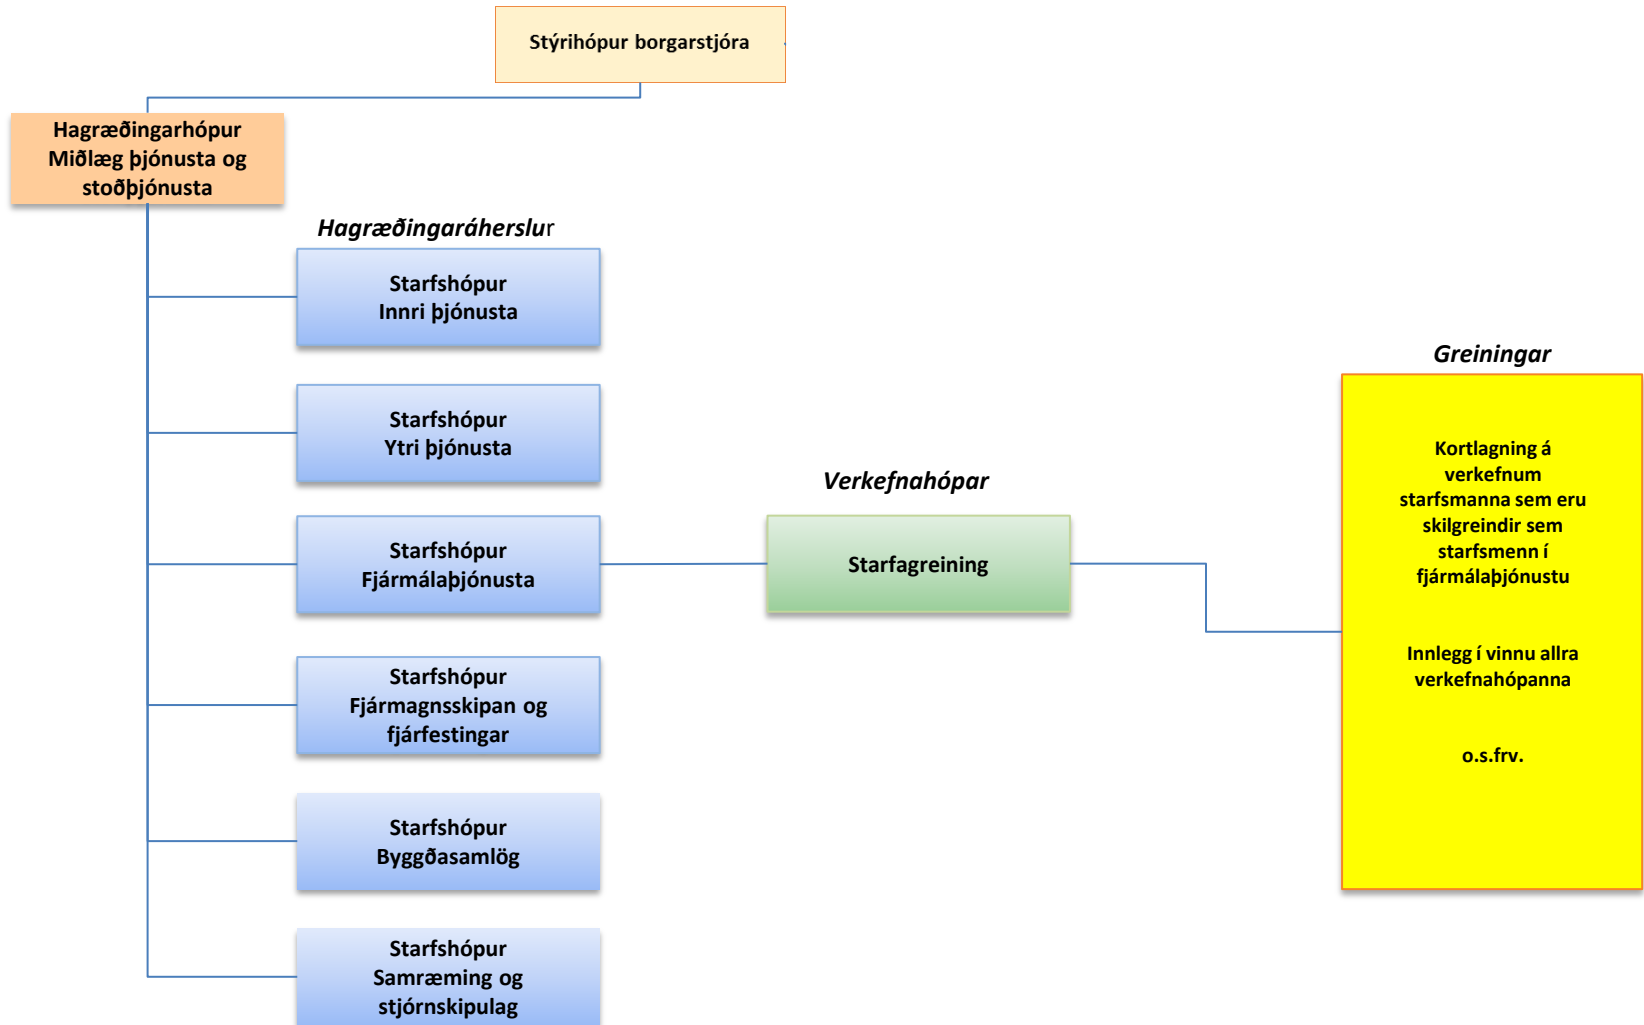 Stýrihópur borgarstjóra
Hagræðingarhópur
Miðlæg þjónusta og
stoðþjónusta
Hagræðingaráherslur
Starfshópur
Innri þjónusta
Starfshópur
Ytri þjónusta
Starfshópur
Fjármálaþjónusta
Starfshópur
Fjármagnsskipan og
fjárfestingar
Starfshópur
Byggðasamlög
Starfshópur
Samræming og
stjórnskipulag
Verkefnahópar
Starfagreining
Greiningar
Kortlagning á
verkefnum
starfsmanna sem eru
skilgreindir sem
starfsmenn í
fjármálaþjónustu
Innlegg í vinnu allra
verkefnahópanna
o.s.frv.